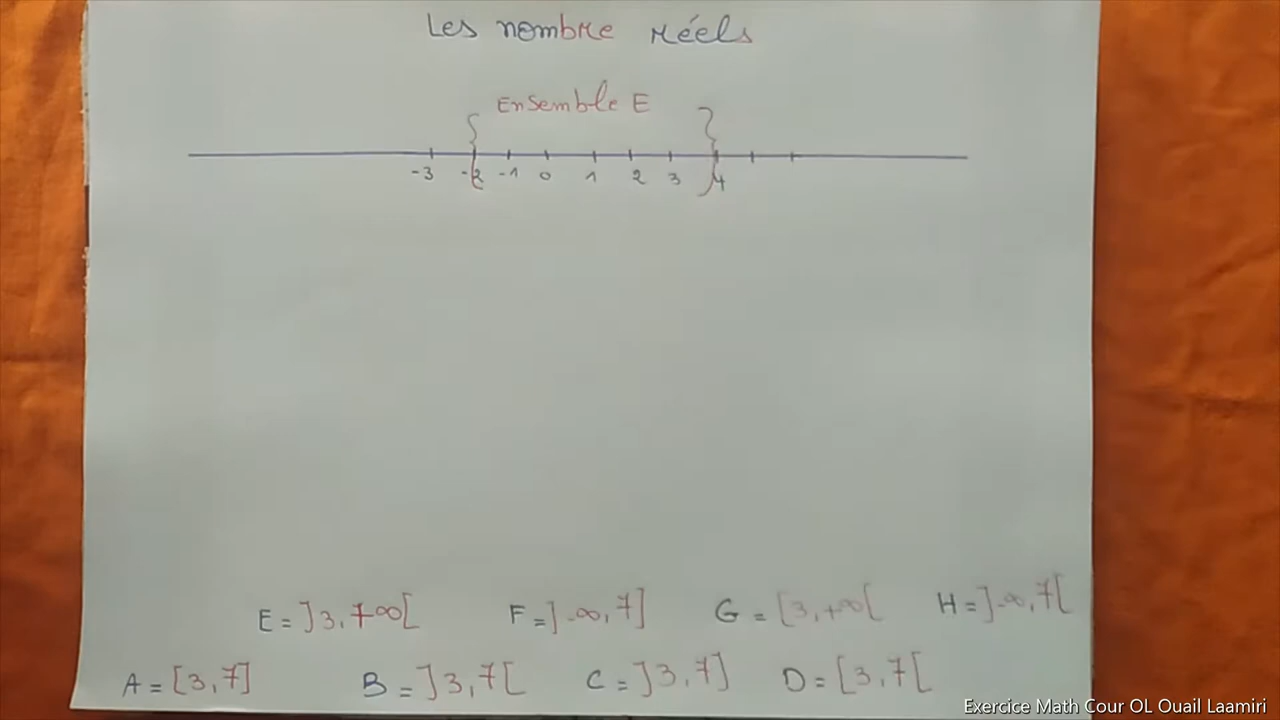 Les nombre réels
Ensemble E
-3 -2 -1 0 1 2 3 4
E = ]3, +∞[ F = ]-∞, 7] G = [3, +∞[ H = ]-∞, 7[
A = [3, 7] B = ]3, 7[ C = ]3, 7] D = [3, 7[
Exercice Math Cour OL Ouail Laamiri